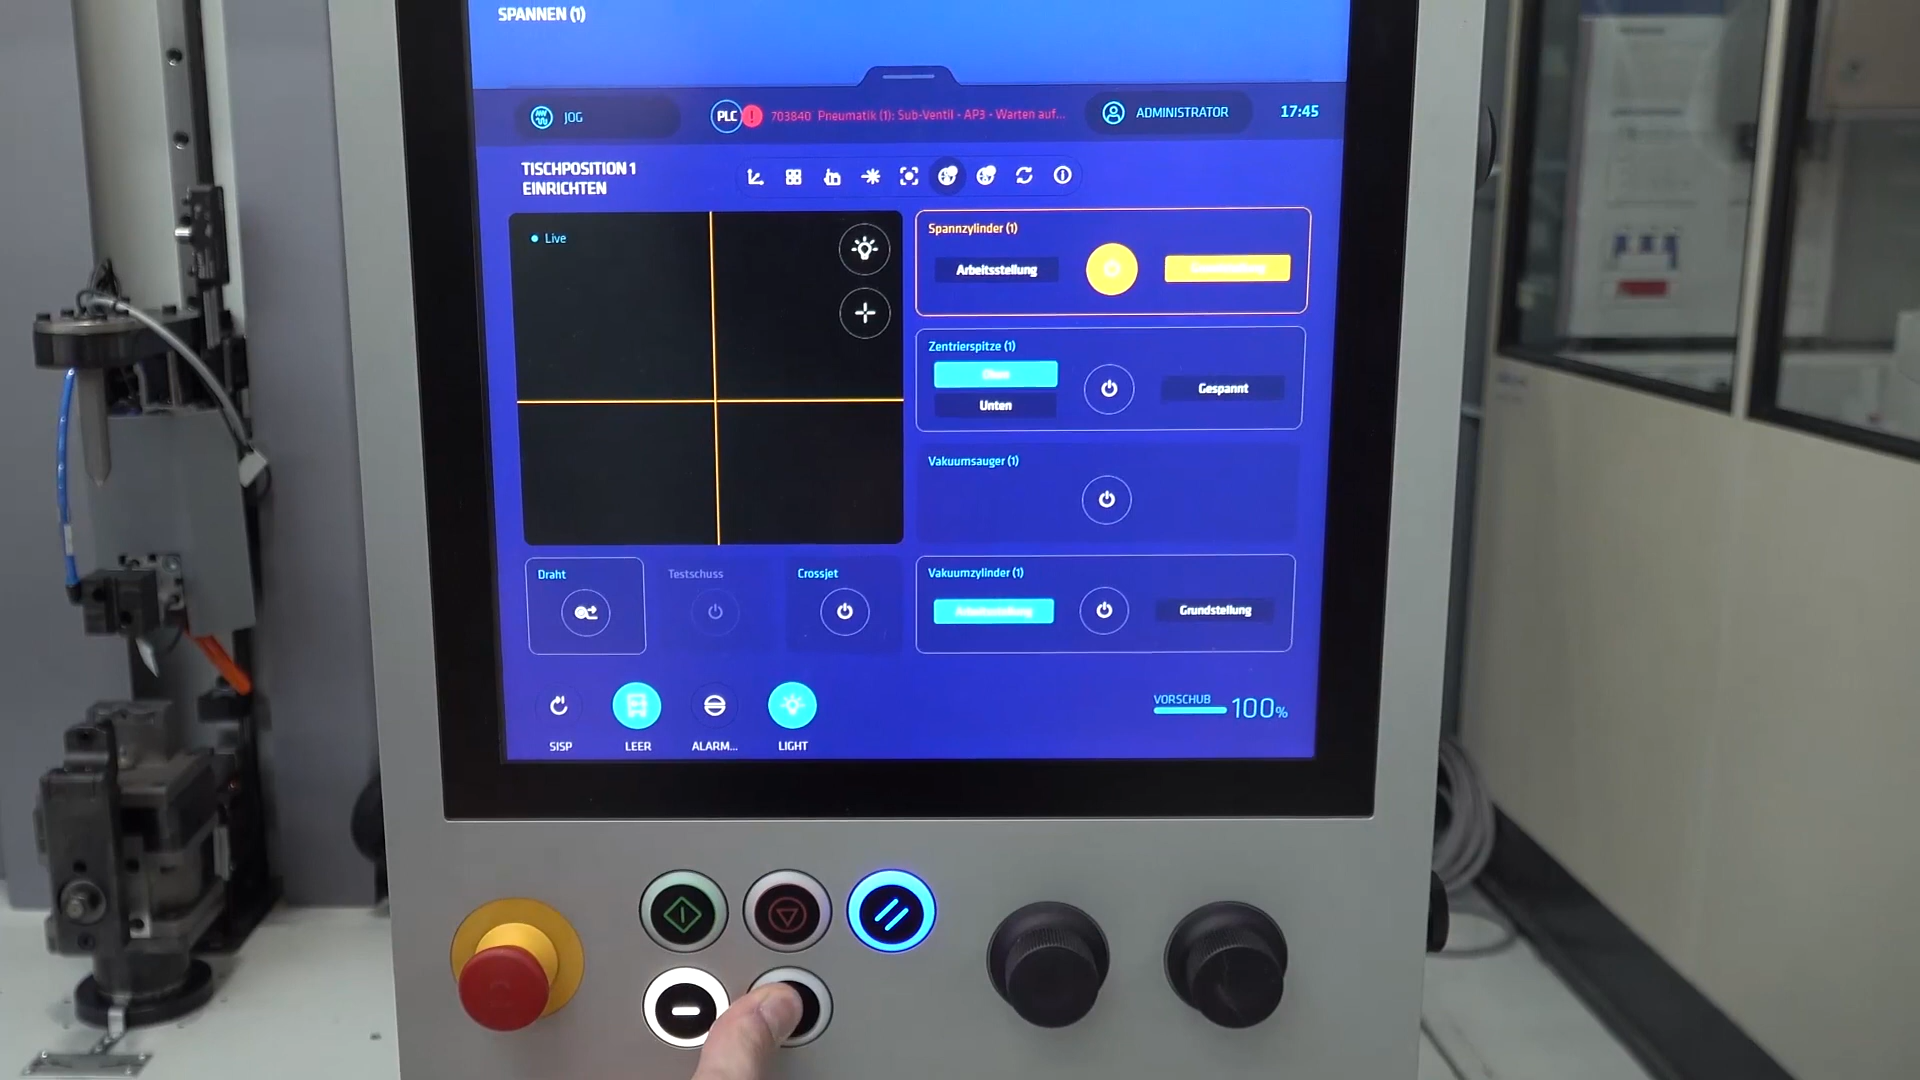 SPANNEN (1)
JOG
PLC
703840 Pneumatik (1): Sub-Ventil - AP3 - Warten auf...
ADMINISTRATOR
17:45
TISCHPOSITION 1
EINRICHTEN
Live
Spannzylinder (1)
Arbeitsstellung
Zentrierspitze (1)
Unten
Gespannt
Vakuumsauger (1)
Draht
Testschuss
Crossjet
Vakuumzylinder (1)
Grundstellung
SISP
LEER
ALARM...
LIGHT
VORSCHUB
100%